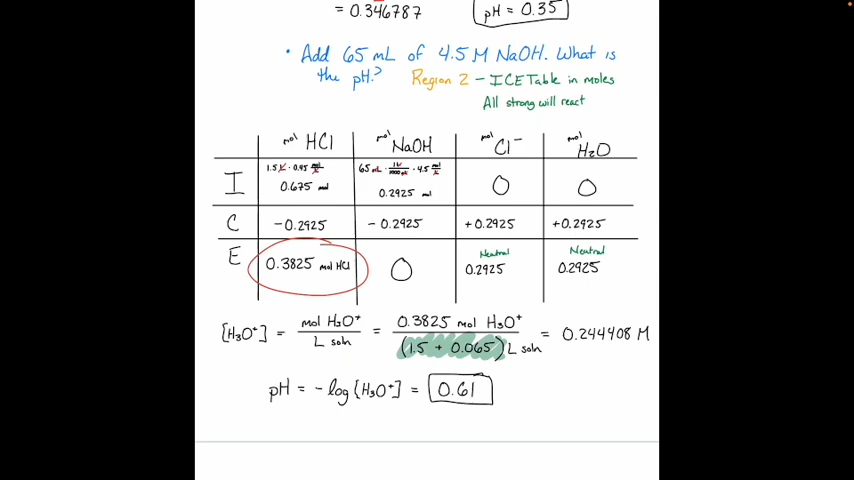 = 0.346787 pH = 0.35
• Add 65 mL of 4.5 M NaOH. What is
the pH? Region 2 - ICE Table in moles
All strong will react
mol HCl mol NaOH mol Cl⁻ mol H₂O
I 1.5 L · 0.45 mol/L 65 mL · 1L/1000 mL · 4.5 mol/L
0.675 mol 0.2925 mol 0 0
C -0.2925 - 0.2925 +0.2925 +0.2925
E 0.3825 mol HCl 0 Neutral 0.2925 Neutral 0.2925
[H₃O⁺] = mol H₃O⁺ / L soln = 0.3825 mol H₃O⁺ / (1.5 + 0.065) L soln = 0.244408 M
pH = -log[H₃O⁺] = 0.61